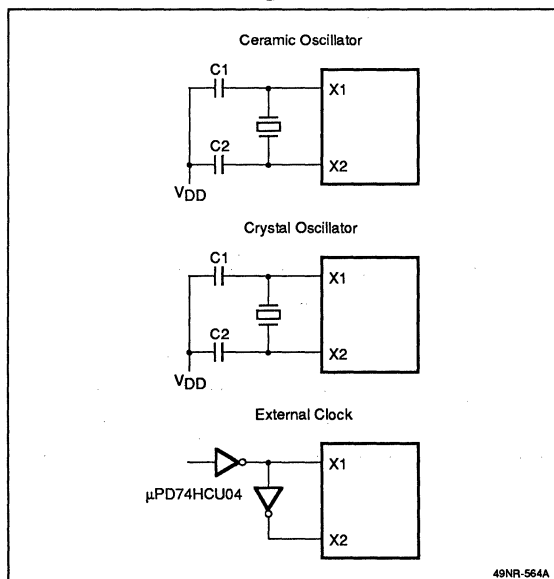 Ceramic Oscillator
C1
X1
C2
X2
VDD
Crystal Oscillator
C1
X1
C2
X2
VDD
External Clock
X1
µPD74HCU04
X2
49NR-564A